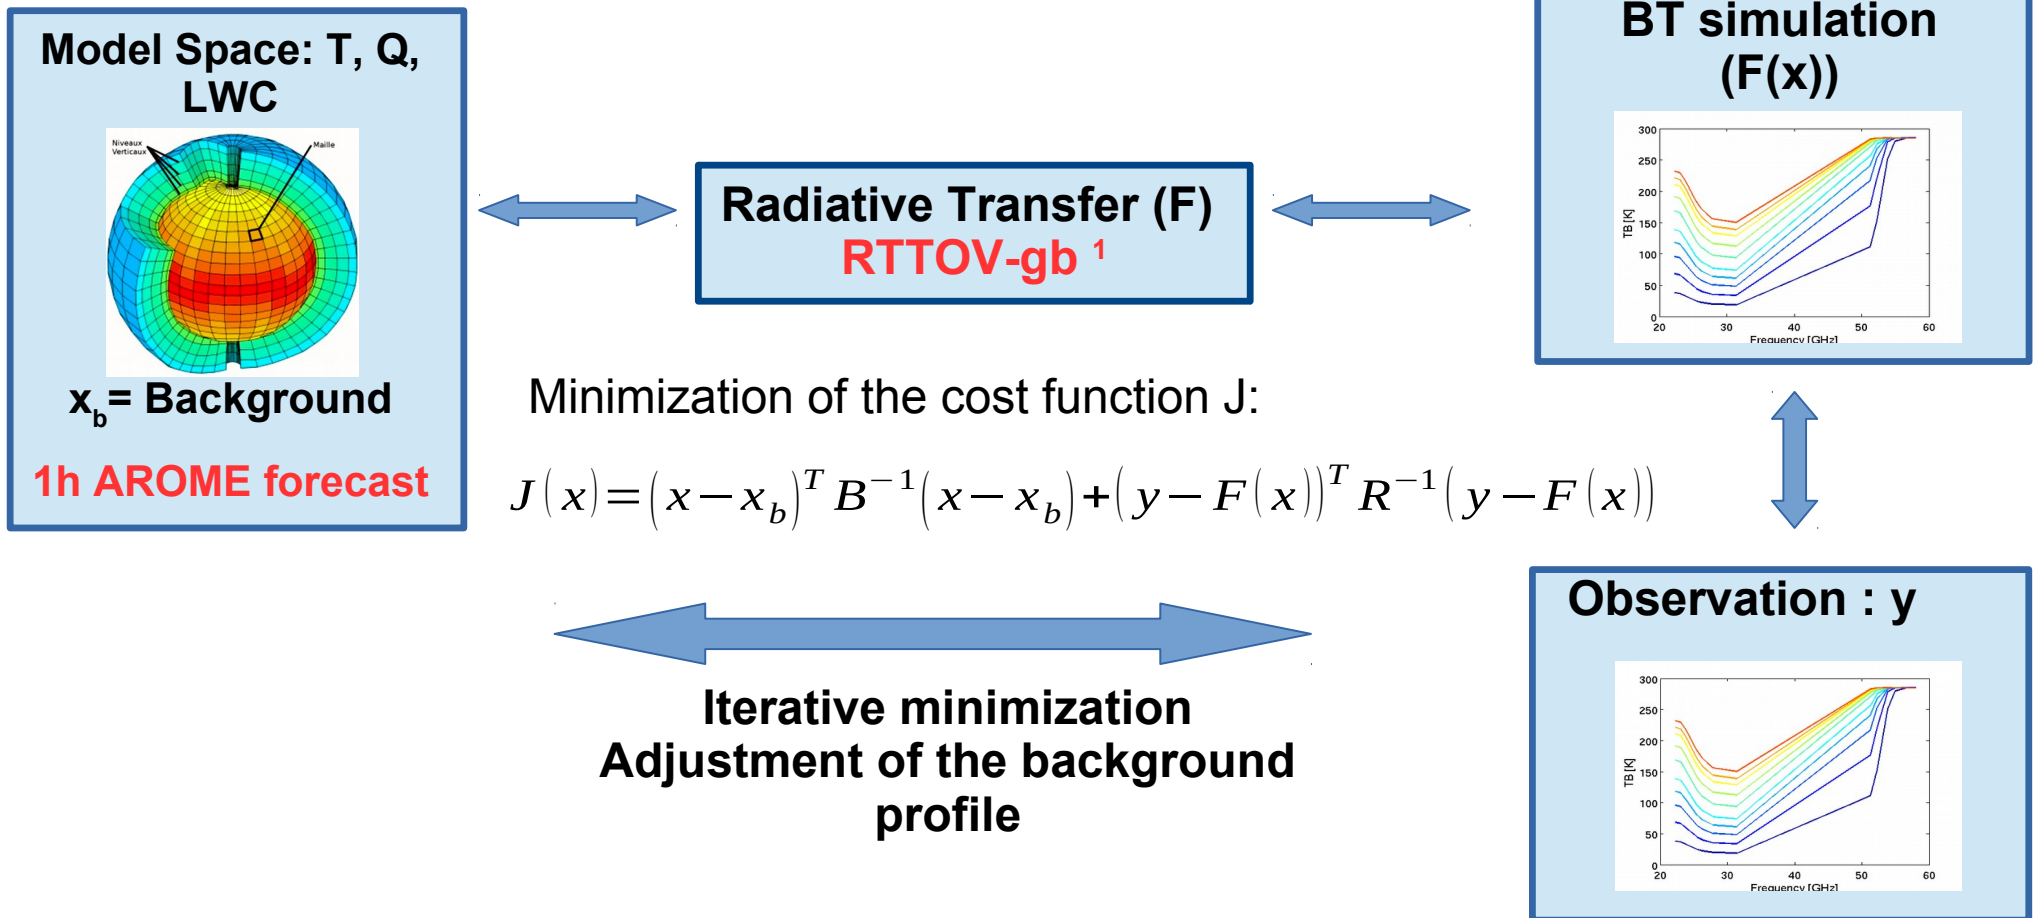 Model Space: T, Q,
LWC
Niveaux
Verticaux
Maille
x_b= Background
1h AROME forecast
Radiative Transfer (F)
RTTOV-gb ¹
BT simulation
(F(x))
300
250
200
150
100
50
0
TB [K]
20 30 40 50 60
Frequency [GHz]
Minimization of the cost function J:
J(x)=(x−x_b)^T B^−1(x−x_b)+(y−F(x))^T R^−1(y−F(x))
Iterative minimization
Adjustment of the background
profile
Observation : y
300
250
200
150
100
50
0
TB [K]
20 30 40 50 60
Frequency [GHz]